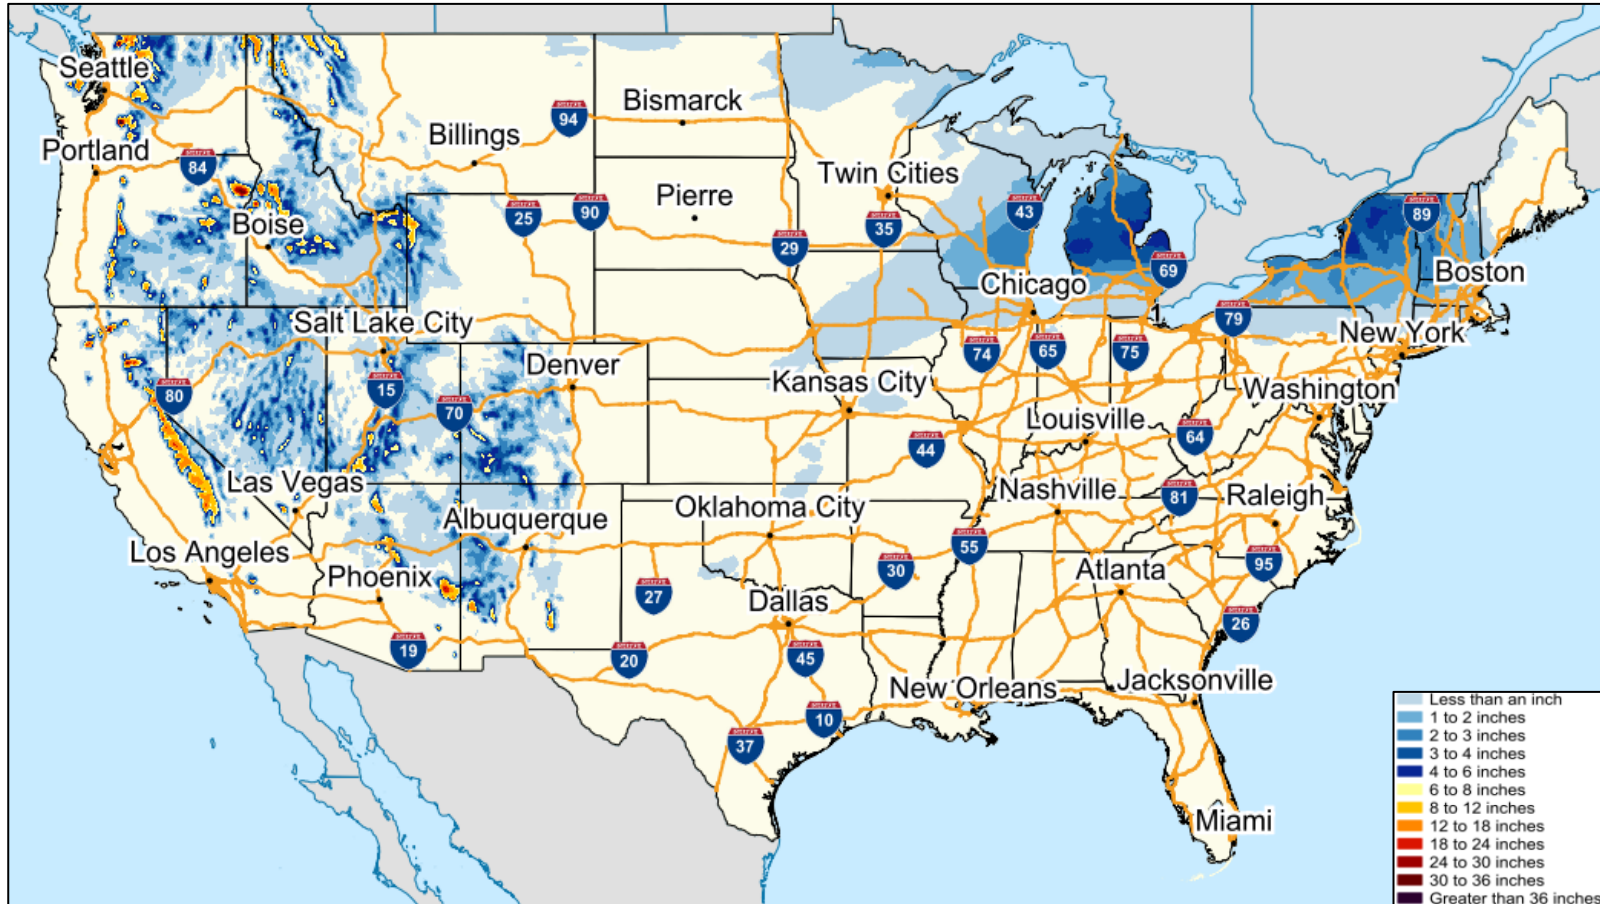 Seattle
Portland
84
Boise
Billings
94
Bismarck
Pierre
25
90
Twin Cities
35
29
43
69
89
Boston
Chicago
79
New York
Salt Lake City
80
15
70
Denver
74
65
75
Kansas City
Washington
Louisville
64
44
Las Vegas
Albuquerque
Oklahoma City
Nashville
81
Raleigh
Los Angeles
Phoenix
55
30
27
Dallas
Atlanta
95
26
19
20
45
New Orleans
Jacksonville
10
37
Miami
Less than an inch
1 to 2 inches
2 to 3 inches
3 to 4 inches
4 to 6 inches
6 to 8 inches
8 to 12 inches
12 to 18 inches
18 to 24 inches
24 to 30 inches
30 to 36 inches
Greater than 36 inches